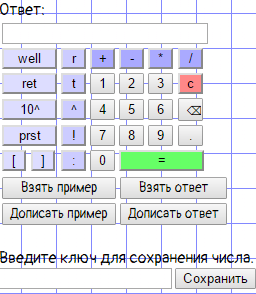 Ответ:
well r + - * /
ret t 1 2 3 c
10^ ^ 4 5 6 ⌫
prst ! 7 8 9 .
[ ] : 0 =
Взять пример Взять ответ
Дописать пример Дописать ответ
Введите ключ для сохранения числа.
Сохранить